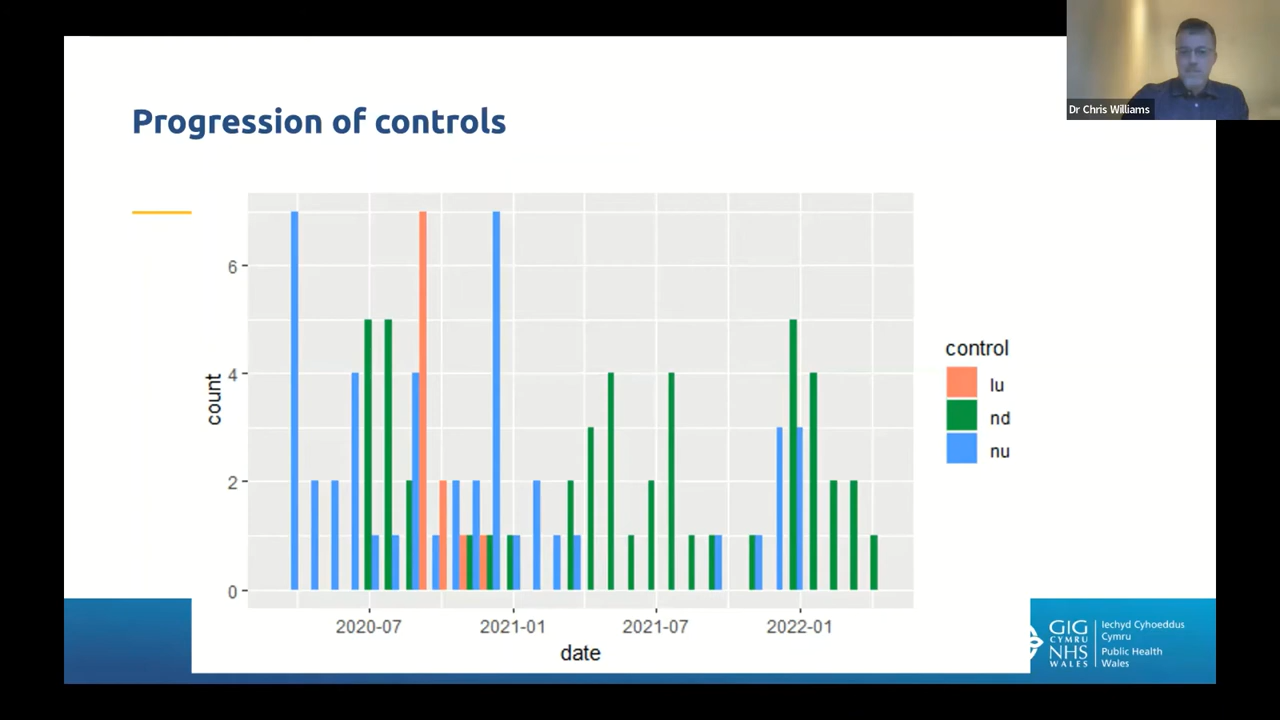 Dr Chris Williams
Progression of controls
6
4
2
0
count
2020-07
2021-01
2021-07
2022-01
date
control
lu
nd
nu
GIG
CYMRU
NHS
WALES
Iechyd Cyhoeddus
Cymru
Public Health
Wales